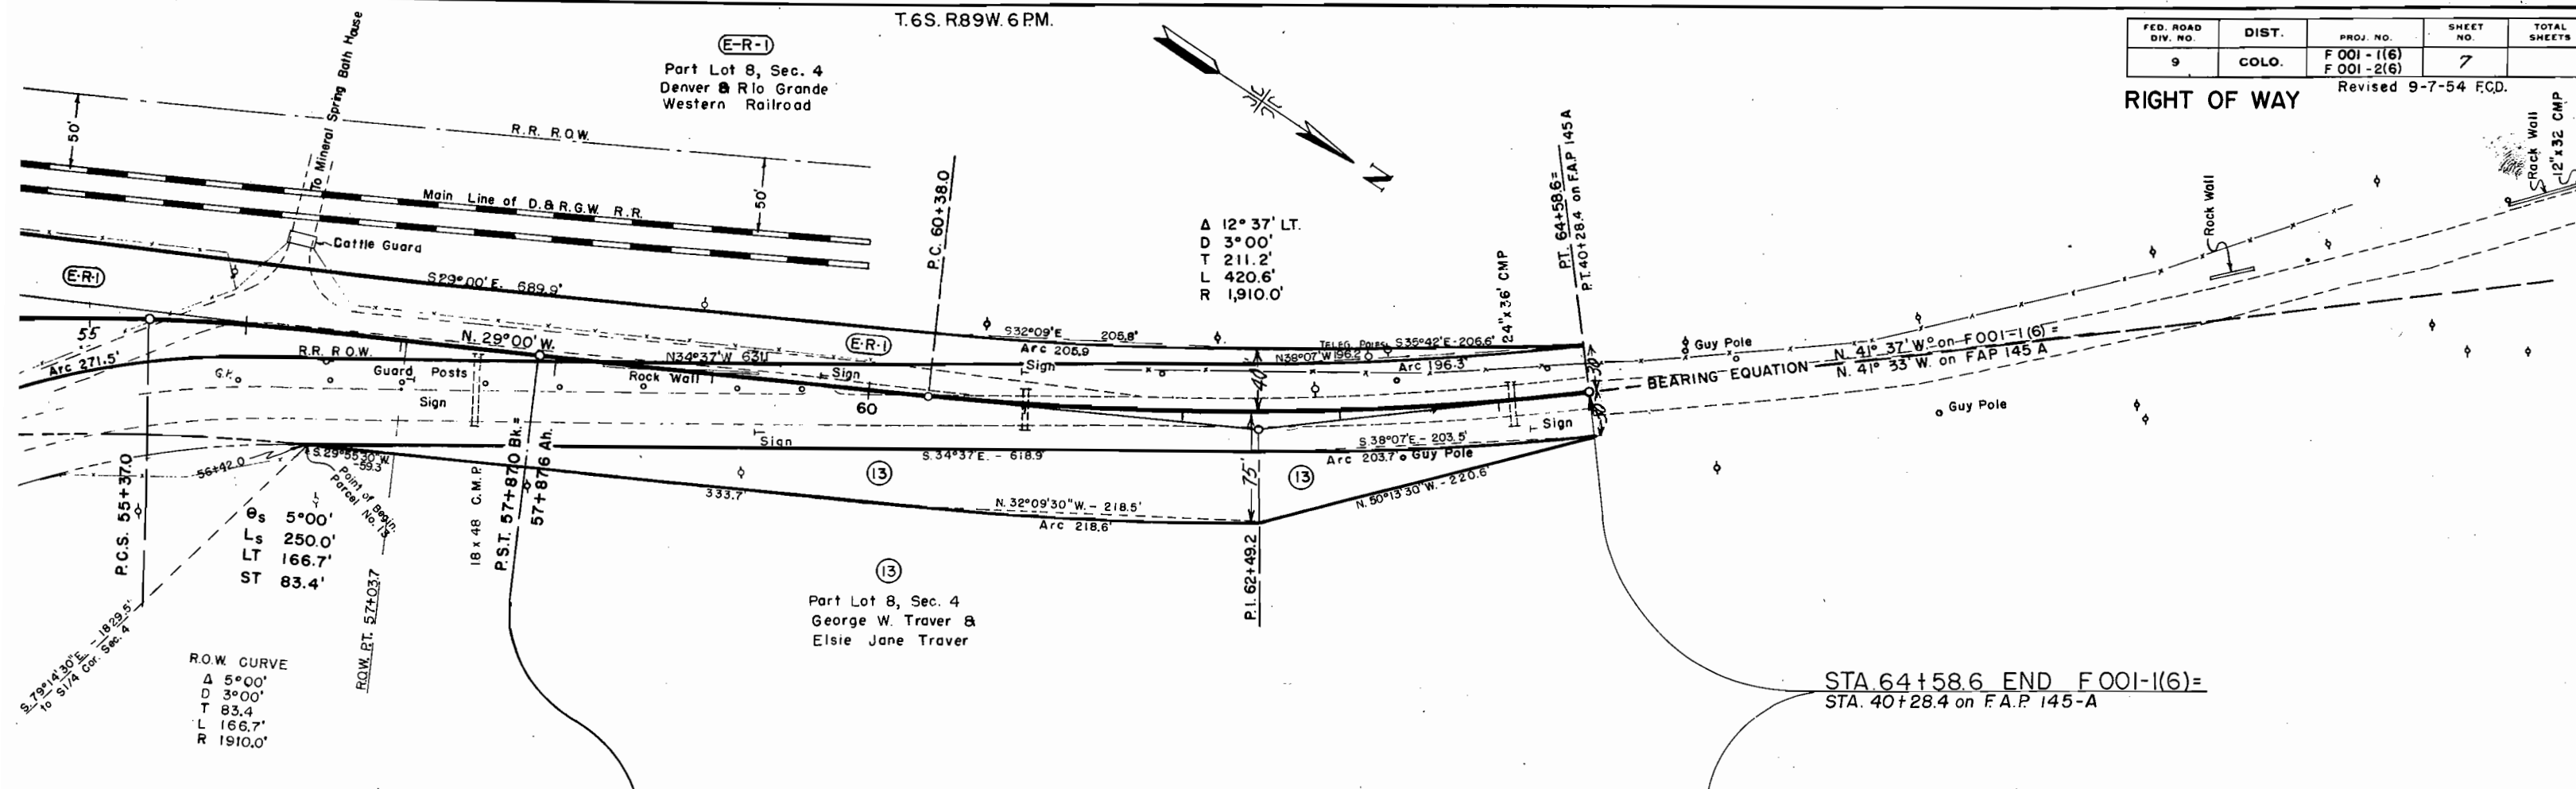 T.6S. R.89W. 6 P.M.
FED. ROAD DIV. NO.
DIST.
PROJ. NO.
SHEET NO.
TOTAL SHEETS
9
COLO.
F 001 - 1(6)
F 001 - 2(6)
7
Revised 9-7-54 F.C.D.
RIGHT OF WAY
E-R-1
Part Lot 8, Sec. 4
Denver & Rio Grande
Western Railroad
To Mineral Spring Bath House
50'
R.R. R.O.W.
50'
Main Line of D.&R.G.W. R.R.
Cattle Guard
E-R-1
S.29°00' E. 689.9'
P.C. 60+38.0
Δ 12° 37' LT.
D 3°00'
T 211.2'
L 420.6'
R 1,910.0'
24"x36' CMP
P.T. 64+58.6=
P.T. 40+28.4 on F.A.P. 145 A
Rock Wall
Rock Wall
12"x32 CMP
55
N. 29°00' W.
S32°09'E 205.8'
Arc 205.9
TELEG. POLES
S35°42'E-206.6'
E-R-1
N34°37'W 631.1
N38°07'W 196.2
Arc 196.3'
Arc 271.5'
R.R. R.O.W.
G.P.
Guard Posts
Rock Wall
Sign
Sign
Sign
60
40'
30'
50'
Guy Pole
BEARING EQUATION
N. 41° 37' W. on F001-1(6) =
N. 41° 33' W. on FAP 145 A
Guy Pole
Sign
Sign
S.38°07'E.-203.5'
Arc 203.7'
Guy Pole
S.34°37'E. - 618.9'
56+42.0
S.29°55'30"W.
-59.3'
Point of Begin.
Parcel No. 13
P.C.S. 55+37.0
18 x 48 C.M.P.
P.S.T. 57+87.0 Bk.=
57+87.6 Ah.
333.7'
13
N. 32°09'30"W.- 218.5'
Arc 218.6'
75'
13
N. 50°13'30"W.-220.6'
P.I. 62+49.2
θs 5°00'
Ls 250.0'
LT 166.7'
ST 83.4'
R.O.W. P.T. 57+03.7
S. 79°14'30"E. - 1829.5'
to S1/4 Cor. Sec. 4
13
Part Lot 8, Sec. 4
George W. Traver &
Elsie Jane Traver
R.O.W. CURVE
Δ 5°00'
D 3°00'
T 83.4
L 166.7'
R 1910.0'
STA. 64+58.6 END F 001-1(6)=
STA. 40+28.4 on F.A.P. 145-A
N